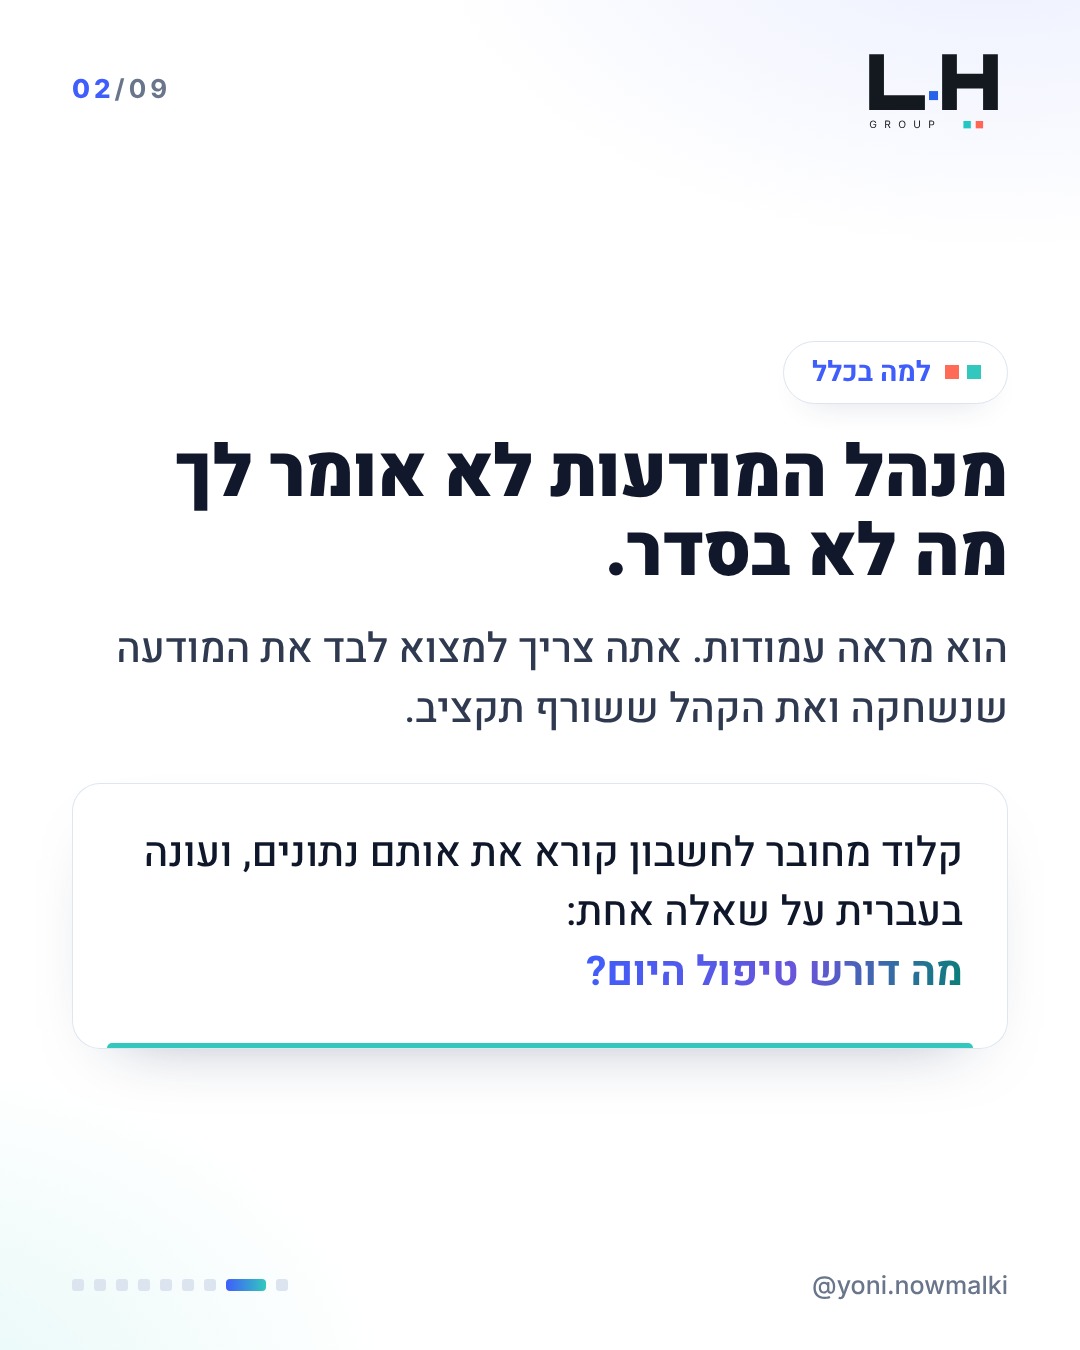 02/09
L.H
GROUP
למה בכלל
מנהל המודעות לא אומר לך
מה לא בסדר.
הוא מראה עמודות. אתה צריך למצוא לבד את המודעה
שנשחקה ואת הקהל ששורף תקציב.
קלוד מחובר לחשבון קורא את אותם נתונים, ועונה
בעברית על שאלה אחת:
מה דורש טיפול היום?
@yoni.nowmalki